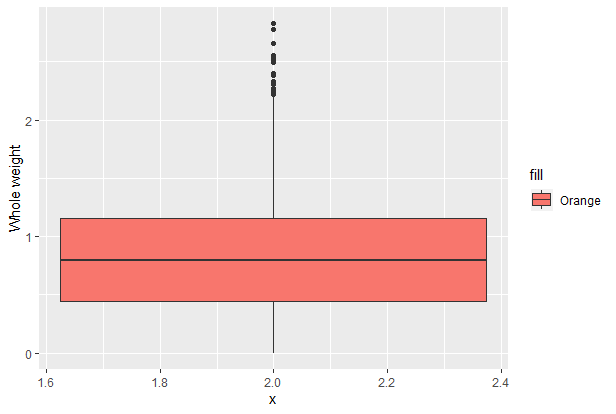 Whole weight
2
1
0
1.6 1.8 2.0 2.2 2.4
x
fill
Orange